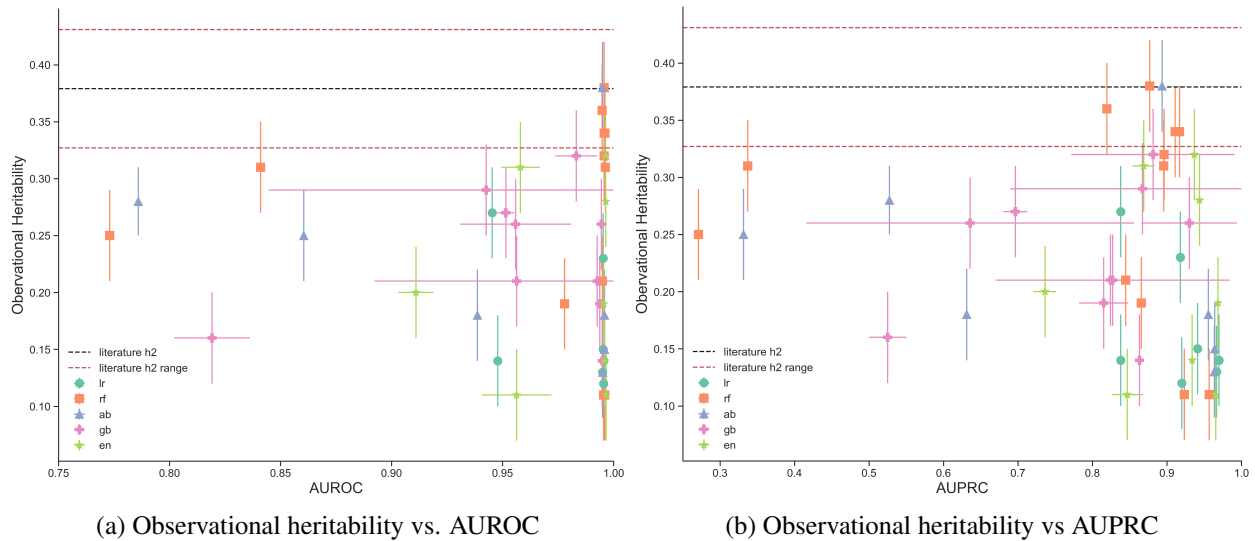 Obervational Heritability
0.40
0.35
0.30
0.25
0.20
0.15
0.10
literature h2
literature h2 range
lr
rf
ab
gb
en
0.75
0.80
0.85
0.90
0.95
1.00
AUROC
(a) Observational heritability vs. AUROC
Obervational Heritability
0.40
0.35
0.30
0.25
0.20
0.15
0.10
literature h2
literature h2 range
lr
rf
ab
gb
en
0.3
0.4
0.5
0.6
0.7
0.8
0.9
1.0
AUPRC
(b) Observational heritability vs AUPRC